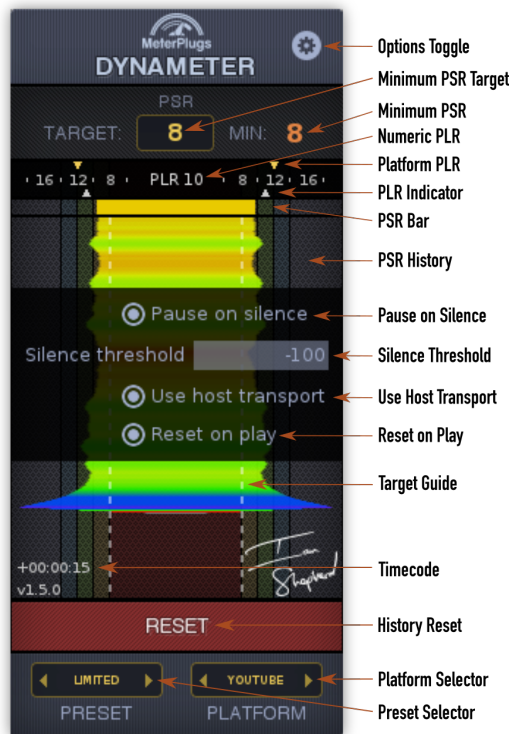 MeterPlugs
DYNAMETER
Options Toggle
Minimum PSR Target
PSR
TARGET: 8 MIN: 8
Minimum PSR
Numeric PLR
Platform PLR
16 12 8 PLR 10 8 12 16
PLR Indicator
PSR Bar
PSR History
Pause on silence
Pause on Silence
Silence threshold -100
Silence Threshold
Use host transport
Use Host Transport
Reset on play
Reset on Play
Target Guide
Ian
Shepherd
+00:00:15
Timecode
v1.5.0
RESET
History Reset
LIMITED YOUTUBE
Platform Selector
PRESET PLATFORM
Preset Selector